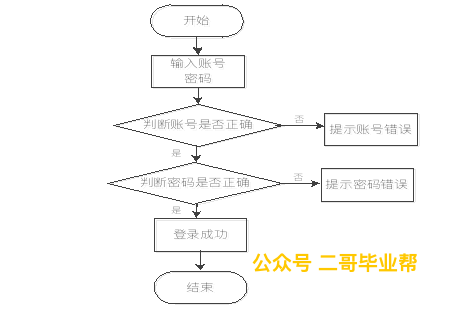 开始
输入账号
密码
判断账号是否正确
否
提示账号错误
是
判断密码是否正确
否
提示密码错误
是
登录成功
公众号 二哥毕业帮
结束